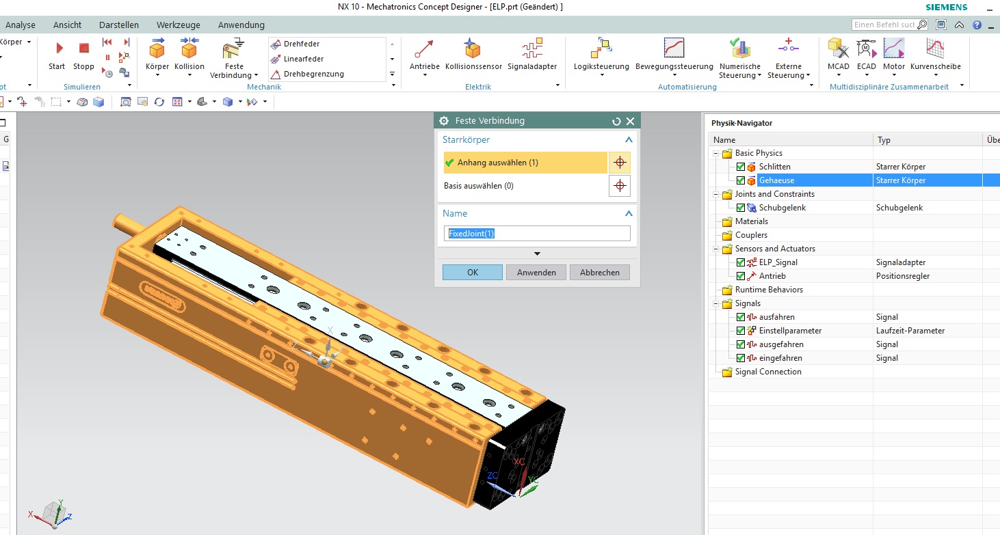 NX 10 - Mechatronics Concept Designer - [ELP.prt (Geändert) ]
SIEMENS
Analyse Ansicht Darstellen Werkzeuge Anwendung
Einen Befehl sucl
Körper
Start Stopp
Körper Kollision Feste Verbindung
Drehfeder
Linearfeder
Drehbegrenzung
Antriebe Kollisionssensor Signaladapter
Logiksteuerung Bewegungssteuerung Numerische Steuerung Externe Steuerung
MCAD ECAD Motor Kurvenscheibe
pt Simulieren Mechanik Elektrik Automatisierung Multidisziplinäre Zusammenarbeit
G
Feste Verbindung
Starrkörper
Anhang auswählen (1)
Basis auswählen (0)
Name
FixedJoint(1)
OK Anwenden Abbrechen
Physik-Navigator
Name Typ Übe
Basic Physics
Schlitten Starrer Körper
Gehaeuse Starrer Körper
Joints and Constraints
Schubgelenk Schubgelenk
Materials
Couplers
Sensors and Actuators
ELP_Signal Signaladapter
Antrieb Positionsregler
Runtime Behaviors
Signals
ausfahren Signal
Einstellparameter Laufzeit-Parameter
ausgefahren Signal
eingefahren Signal
Signal Connection
X
Z
XC
ZC
YC
Y
X
Z